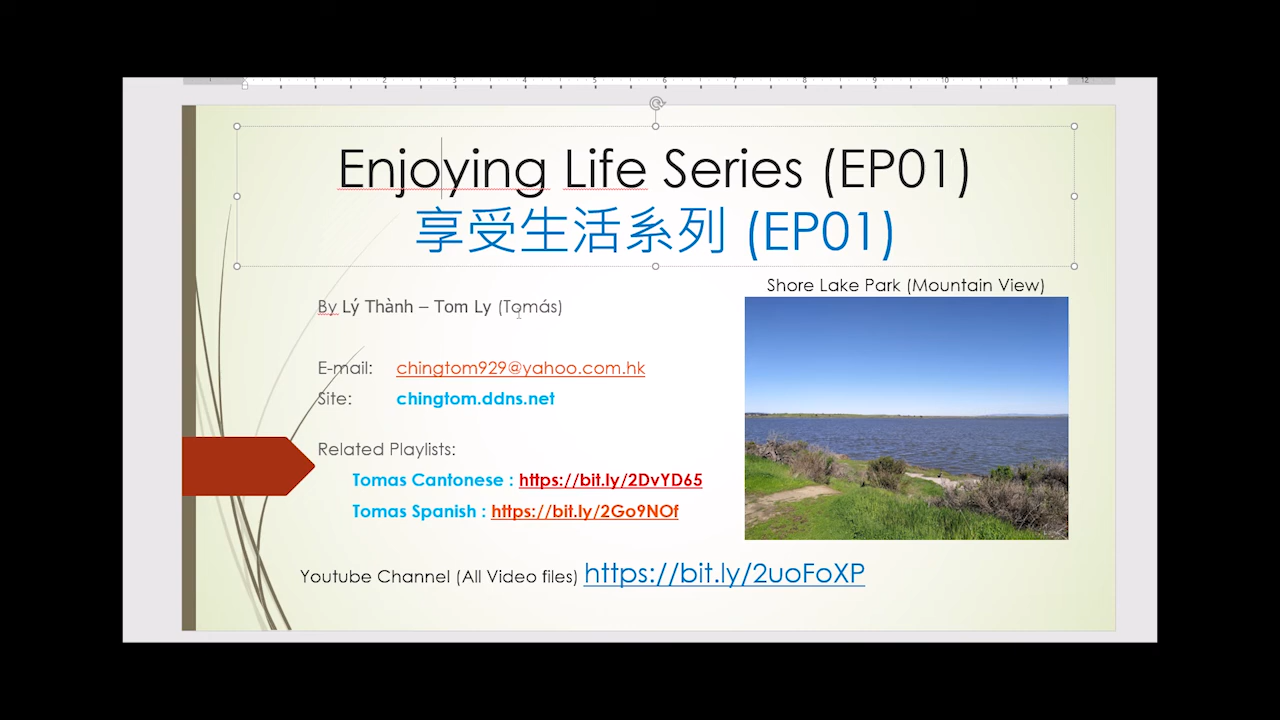 Enjoying Life Series (EP01)
享受生活系列 (EP01)
Shore Lake Park (Mountain View)
By Lý Thành – Tom Ly (Tomás)
E-mail: chingtom929@yahoo.com.hk
Site: chingtom.ddns.net
Related Playlists:
Tomas Cantonese : https://bit.ly/2DvYD65
Tomas Spanish : https://bit.ly/2Go9NOf
Youtube Channel (All Video files) https://bit.ly/2uoFoXP